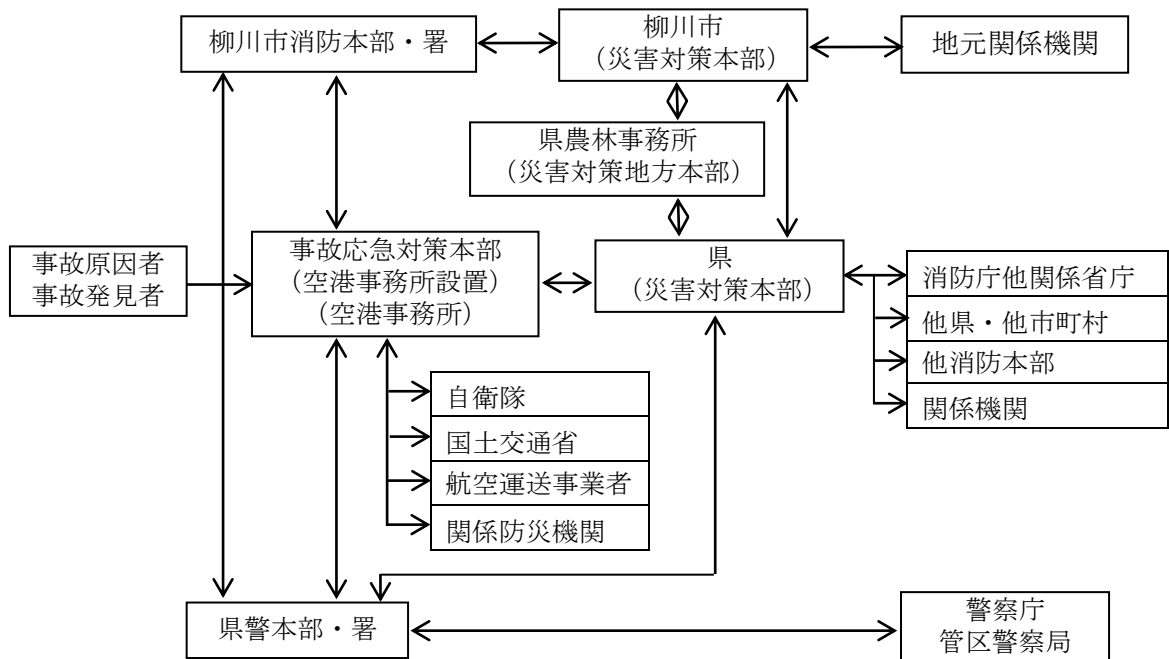 柳川市消防本部・署
柳川市
（災害対策本部）
地元関係機関
県農林事務所
（災害対策地方本部）
事故原因者
事故発見者
事故応急対策本部
（空港事務所設置）
（空港事務所）
県
（災害対策本部）
消防庁他関係省庁
他県・他市町村
他消防本部
関係機関
自衛隊
国土交通省
航空運送事業者
関係防災機関
県警本部・署
警察庁
管区警察局